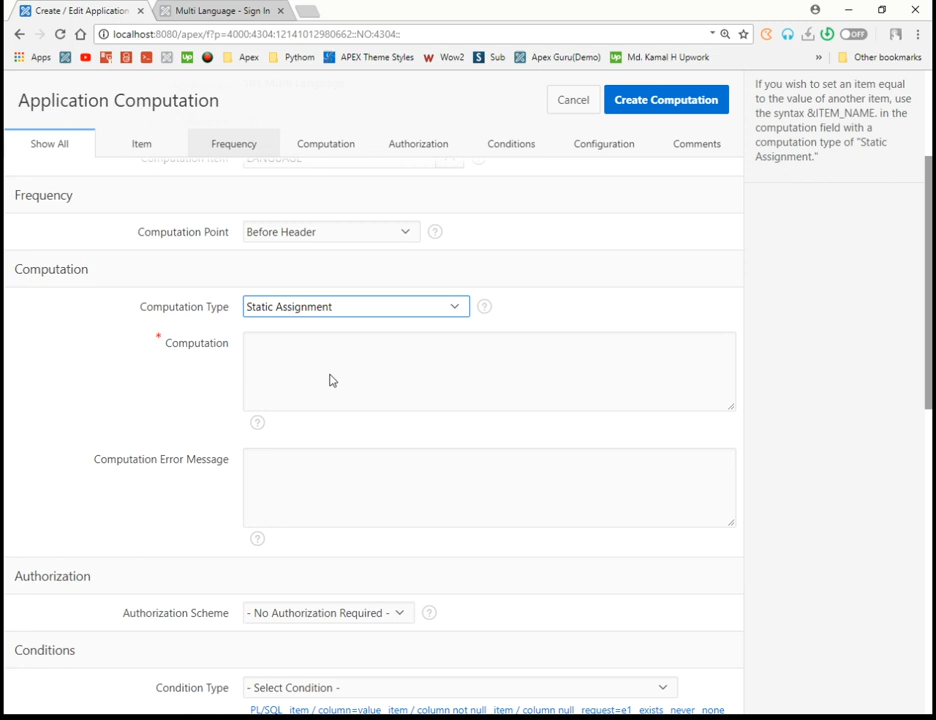 Create / Edit Application
Multi Language - Sign In
localhost:8080/apex/f?p=4000:4304:12141012980662::NO:4304::
OFF
Apps
Apex
Python
APEX Theme Styles
Wow2
Sub
Apex Guru(Demo)
Md. Kamal H Upwork
»
Other bookmarks
Application Computation
Cancel
Create Computation
If you wish to set an item equal
to the value of another item, use
the syntax &ITEM_NAME. in the
computation field with a
computation type of "Static
Assignment."
Show All
Item
Frequency
Computation
Authorization
Conditions
Configuration
Comments
Computation Item
LANGUAGE
Frequency
Computation Point
Before Header
?
Computation
Computation Type
Static Assignment
?
* Computation
?
Computation Error Message
?
Authorization
Authorization Scheme
- No Authorization Required -
?
Conditions
Condition Type
- Select Condition -
PL/SQL item / column=value item / column not null item / column null request=e1 exists never none